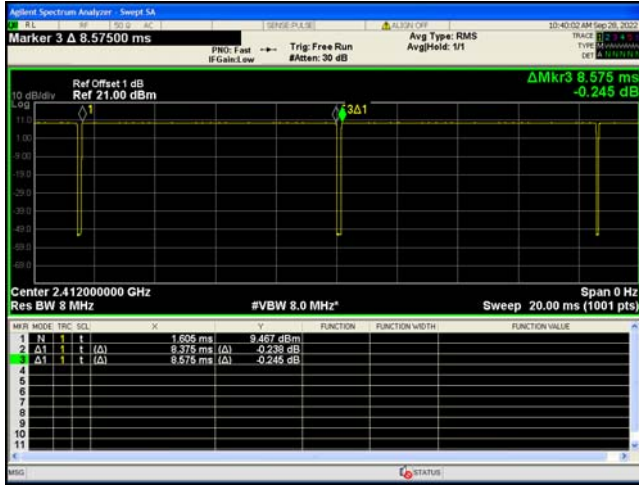 Agilent Spectrum Analyzer - Swept SA
RL RF 50 Ω AC SENSE:PULSE ALIGN OFF 10:40:02 AM Sep 28, 2022
Marker 3 Δ 8.57500 ms
PNO: Fast
IFGain:Low
Trig: Free Run
#Atten: 30 dB
Avg Type: RMS
Avg|Hold: 1/1
TRACE 1 2 3 4 5 6
TYPE
DET A N N N N N
ΔMkr3 8.575 ms
-0.245 dB
Ref Offset 1 dB
10 dB/div Ref 21.00 dBm
Log
11.0
1.00
-9.00
-19.0
-29.0
-39.0
-49.0
-59.0
-69.0
1
3Δ1
Center 2.412000000 GHz Span 0 Hz
Res BW 8 MHz #VBW 8.0 MHz* Sweep 20.00 ms (1001 pts)
MKR MODE TRC SCL X Y FUNCTION FUNCTION WIDTH FUNCTION VALUE
1 N 1 t 1.605 ms 9.467 dBm
2 Δ1 1 t (Δ) 8.375 ms (Δ) -0.238 dB
3 Δ1 1 t (Δ) 8.575 ms (Δ) -0.245 dB
4
5
6
7
8
9
10
11
MSG STATUS